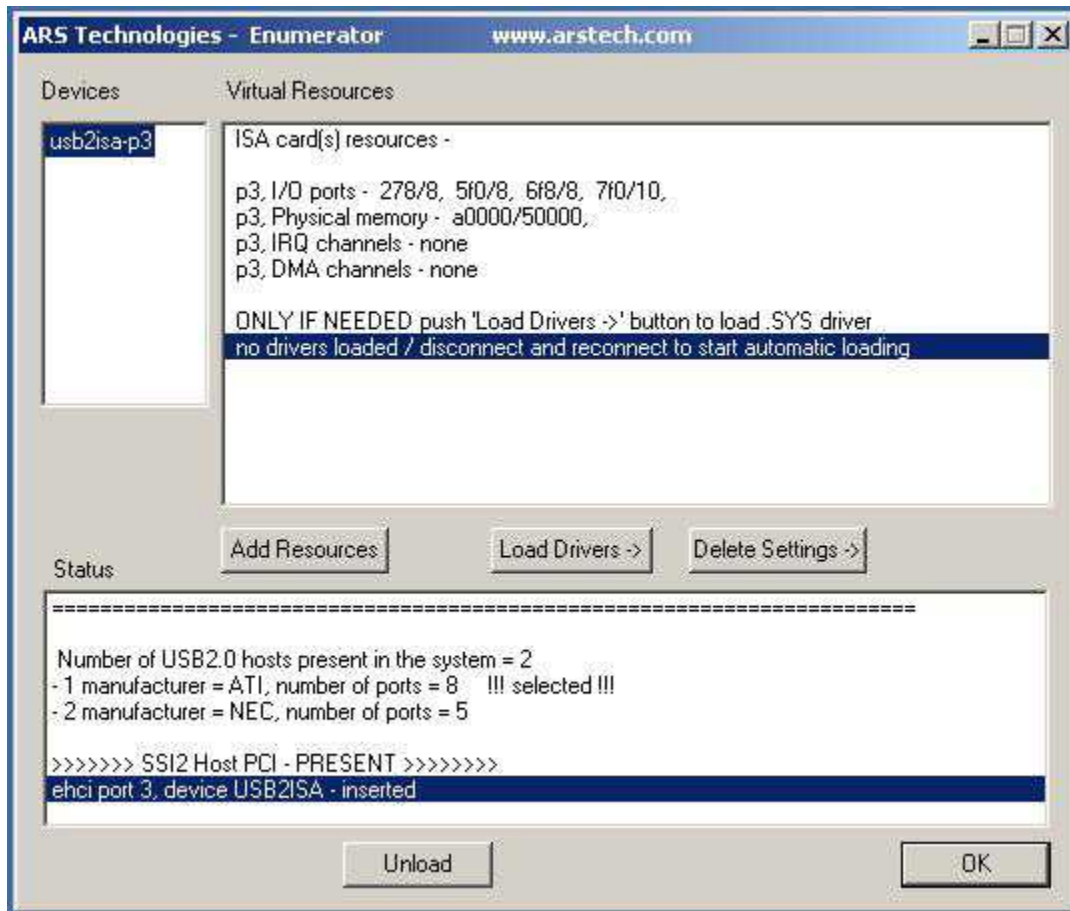 ARS Technologies - Enumerator www.arstech.com
Devices Virtual Resources
usb2isa-p3
ISA card(s) resources -
p3, I/O ports - 278/8, 5f0/8, 6f8/8, 7f0/10,
p3, Physical memory - a0000/50000,
p3, IRQ channels - none
p3, DMA channels - none
ONLY IF NEEDED push 'Load Drivers ->' button to load .SYS driver
no drivers loaded / disconnect and reconnect to start automatic loading
Add Resources Load Drivers -> Delete Settings ->
Status
========================================================================
Number of USB2.0 hosts present in the system = 2
- 1 manufacturer = ATI, number of ports = 8 !!! selected !!!
- 2 manufacturer = NEC, number of ports = 5
>>>>>>> SSI2 Host PCI - PRESENT >>>>>>>>
ehci port 3, device USB2ISA - inserted
Unload OK